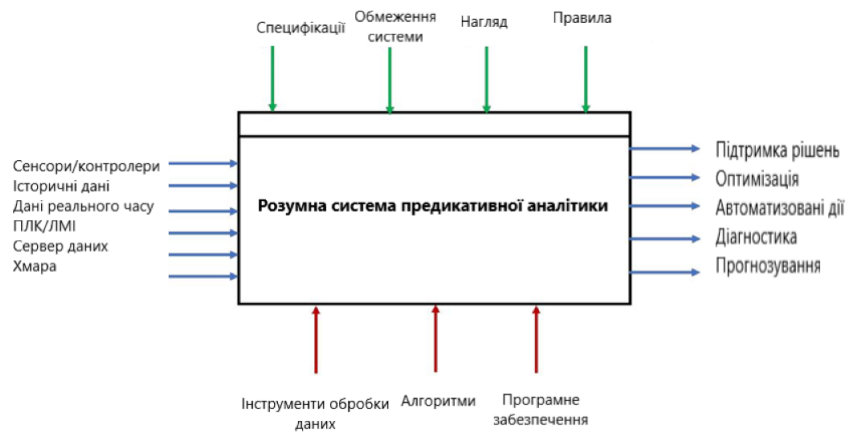 Специфікації
Обмеження
системи
Нагляд
Правила
Сенсори/контролери
Історичні дані
Дані реального часу
ПЛК/ЛМІ
Сервер даних
Хмара
Розумна система предикативної аналітики
Підтримка рішень
Оптимізація
Автоматизовані дії
Діагностика
Прогнозування
Інструменти обробки
даних
Алгоритми
Програмне
забезпечення